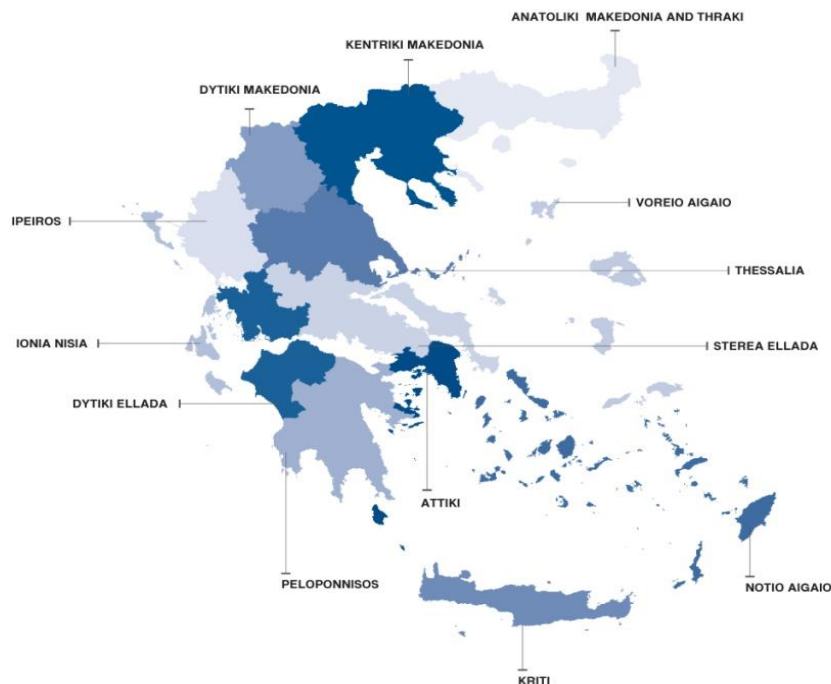 ANATOLIKI MAKEDONIA AND THRAKI
KENTRIKI MAKEDONIA
DYTIKI MAKEDONIA
VOREIO AIGAIO
IPEIROS
THESSALIA
IONIA NISIA
STEREA ELLADA
DYTIKI ELLADA
ATTIKI
PELOPONNISOS
NOTIO AIGAIO
KRITI